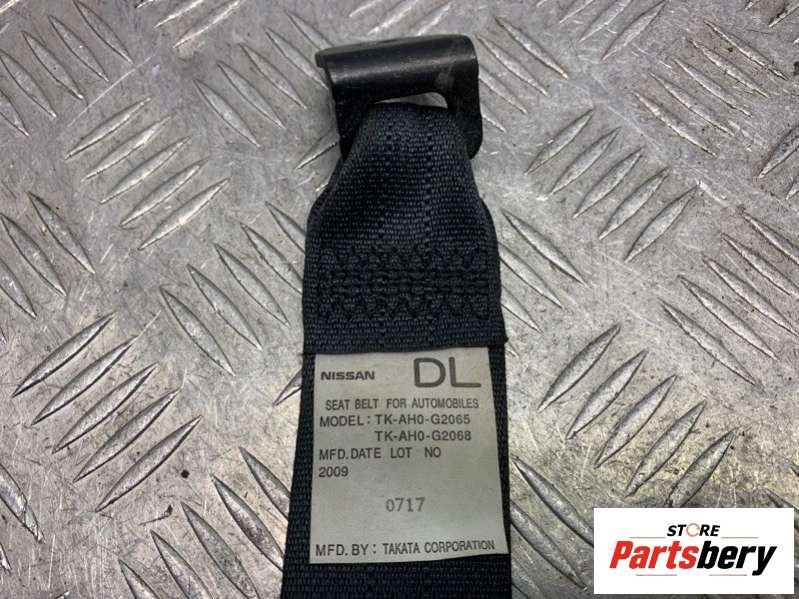 NISSAN DL
SEAT BELT FOR AUTOMOBILES
MODEL: TK-AH0-G2065
TK-AH0-G2068
MFD.DATE LOT NO
2009
0717
MFD.BY: TAKATA CORPORATION
STORE
Partsbery